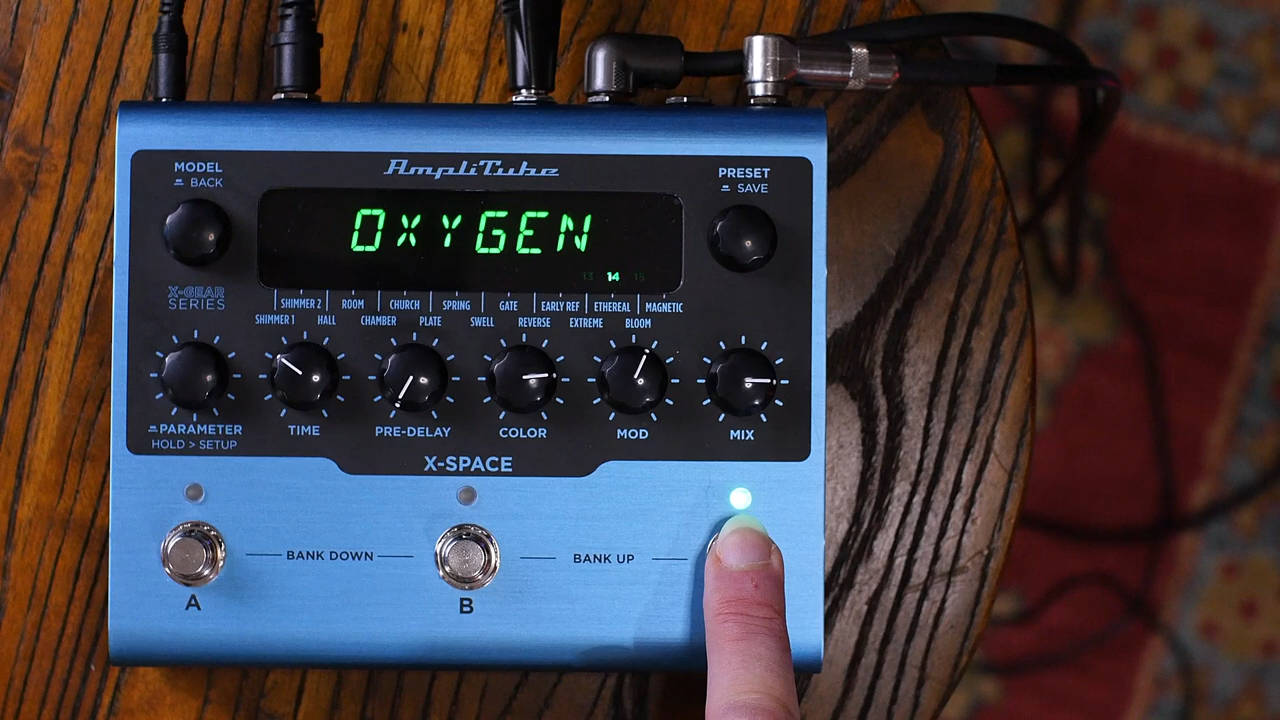 MODEL
BACK
AmpliTube
PRESET
SAVE
OXYGEN
13 14 15
X-GEAR
SERIES
SHIMMER 2 ROOM CHURCH SPRING GATE EARLY REF ETHEREAL MAGNETIC
SHIMMER 1 HALL CHAMBER PLATE SWELL REVERSE EXTREME BLOOM
PARAMETER
HOLD > SETUP
TIME
PRE-DELAY
COLOR
MOD
MIX
X-SPACE
BANK DOWN
BANK UP
A
B